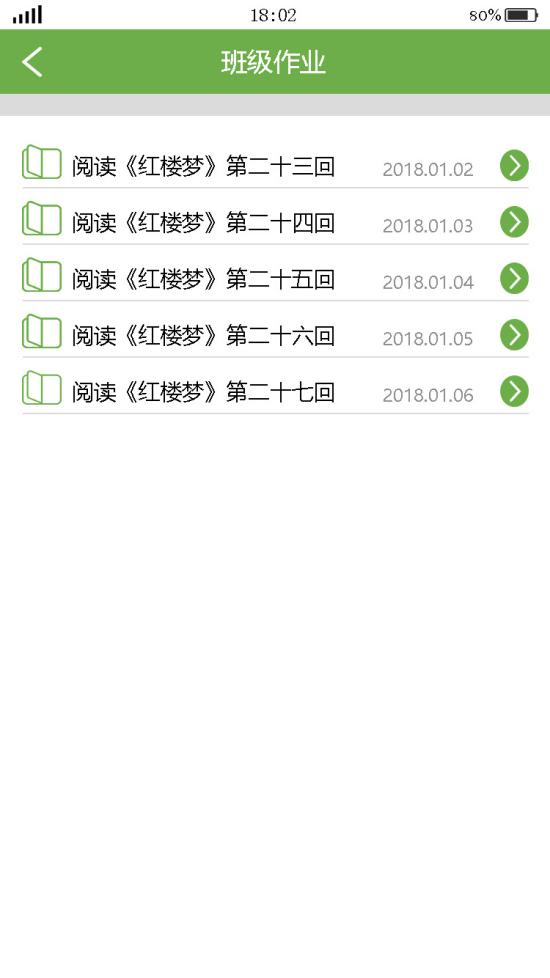 18:02 80%
班级作业
阅读《红楼梦》第二十三回 2018.01.02
阅读《红楼梦》第二十四回 2018.01.03
阅读《红楼梦》第二十五回 2018.01.04
阅读《红楼梦》第二十六回 2018.01.05
阅读《红楼梦》第二十七回 2018.01.06